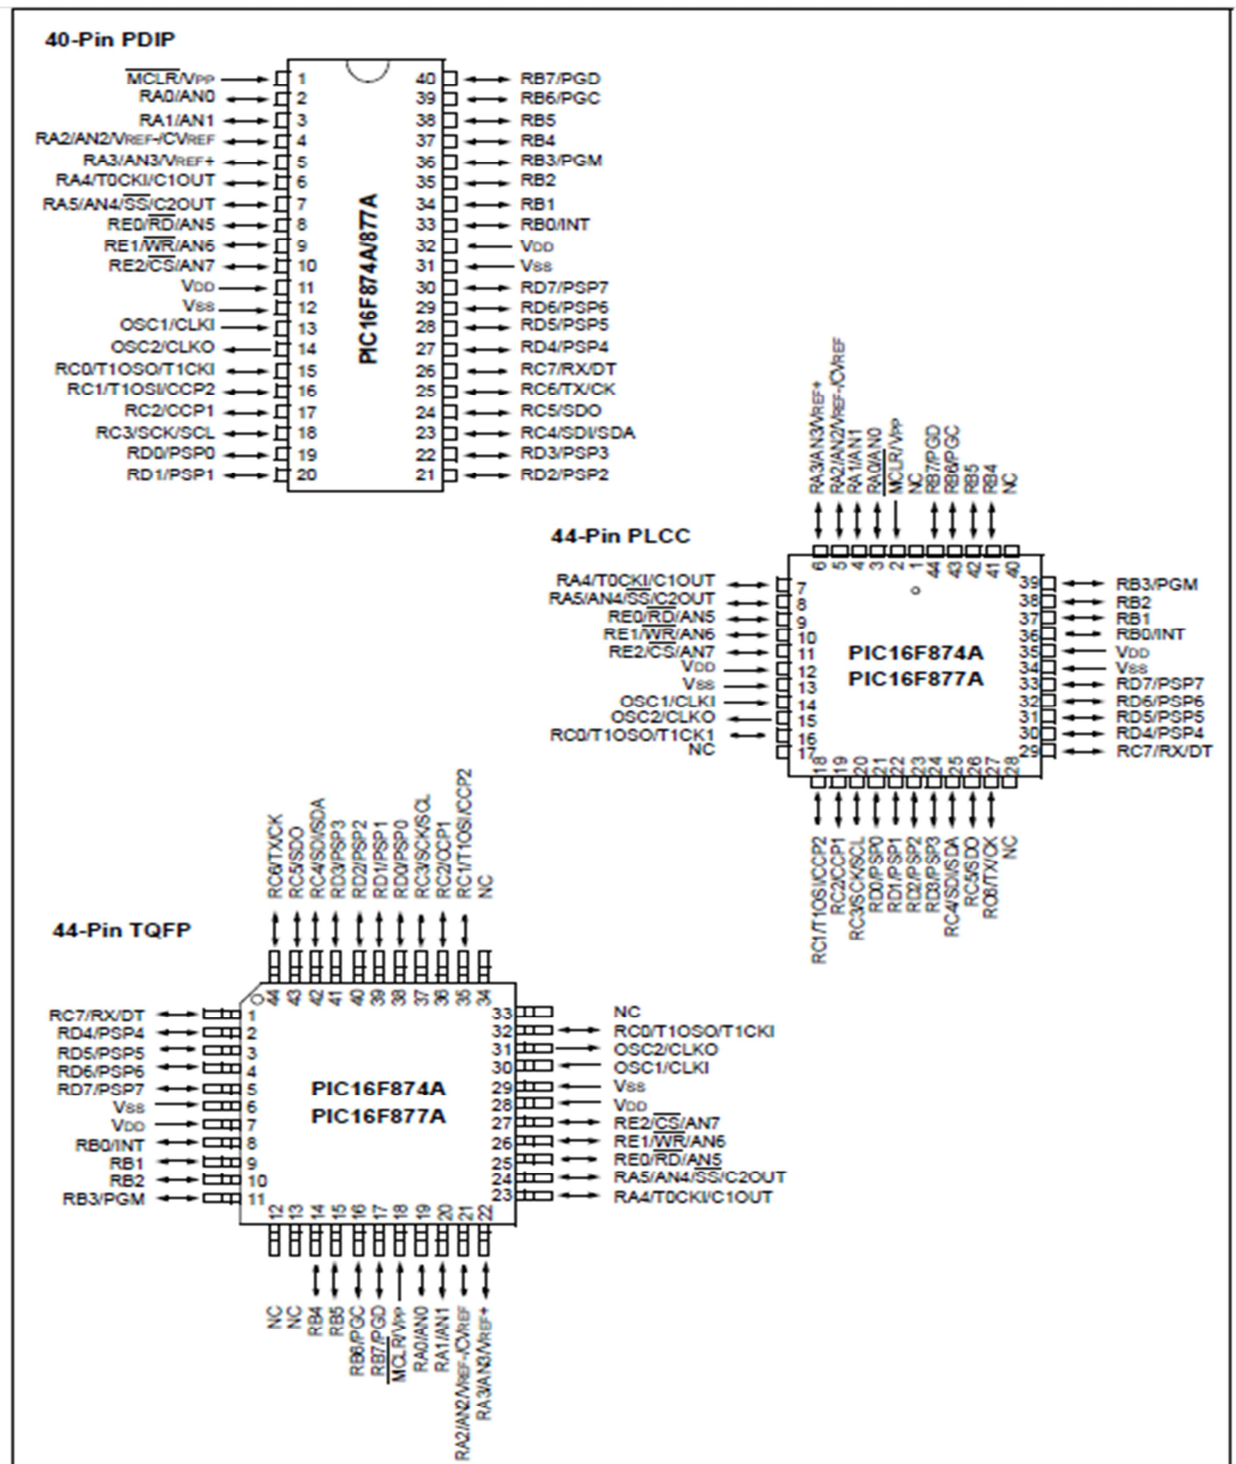 40-Pin PDIP
MCLR/VPP
RA0/AN0
RA1/AN1
RA2/AN2/VREF-/CVREF
RA3/AN3/VREF+
RA4/T0CKI/C1OUT
RA5/AN4/SS/C2OUT
RE0/RD/AN5
RE1/WR/AN6
RE2/CS/AN7
VDD
VSS
OSC1/CLKI
OSC2/CLKO
RC0/T1OSO/T1CKI
RC1/T1OSI/CCP2
RC2/CCP1
RC3/SCK/SCL
RD0/PSP0
RD1/PSP1
1
2
3
4
5
6
7
8
9
10
11
12
13
14
15
16
17
18
19
20
PIC16F874A/877A
40
39
38
37
36
35
34
33
32
31
30
29
28
27
26
25
24
23
22
21
RB7/PGD
RB6/PGC
RB5
RB4
RB3/PGM
RB2
RB1
RB0/INT
VDD
VSS
RD7/PSP7
RD6/PSP6
RD5/PSP5
RD4/PSP4
RC7/RX/DT
RC6/TX/CK
RC5/SDO
RC4/SDI/SDA
RD3/PSP3
RD2/PSP2
44-Pin PLCC
RA3/AN3/VREF+
RA2/AN2/VREF-/CVREF
RA1/AN1
RA0/AN0
MCLR/VPP
NC
RB7/PGD
RB6/PGC
RB5
RB4
NC
6
5
4
3
2
1
44
43
42
41
40
RA4/T0CKI/C1OUT
RA5/AN4/SS/C2OUT
RE0/RD/AN5
RE1/WR/AN6
RE2/CS/AN7
VDD
VSS
OSC1/CLKI
OSC2/CLKO
RC0/T1OSO/T1CK1
NC
7
8
9
10
11
12
13
14
15
16
17
PIC16F874A
PIC16F877A
39
38
37
36
35
34
33
32
31
30
29
RB3/PGM
RB2
RB1
RB0/INT
VDD
VSS
RD7/PSP7
RD6/PSP6
RD5/PSP5
RD4/PSP4
RC7/RX/DT
18
19
20
21
22
23
24
25
26
27
28
RC1/T1OSI/CCP2
RC2/CCP1
RC3/SCK/SCL
RD0/PSP0
RD1/PSP1
RD2/PSP2
RD3/PSP3
RC4/SDI/SDA
RC5/SDO
RC6/TX/CK
NC
44-Pin TQFP
RC6/TX/CK
RC5/SDO
RC4/SDI/SDA
RD3/PSP3
RD2/PSP2
RD1/PSP1
RD0/PSP0
RC3/SCK/SCL
RC2/CCP1
RC1/T1OSI/CCP2
NC
44
43
42
41
40
39
38
37
36
35
34
RC7/RX/DT
RD4/PSP4
RD5/PSP5
RD6/PSP6
RD7/PSP7
VSS
VDD
RB0/INT
RB1
RB2
RB3/PGM
1
2
3
4
5
6
7
8
9
10
11
PIC16F874A
PIC16F877A
33
32
31
30
29
28
27
26
25
24
23
NC
RC0/T1OSO/T1CKI
OSC2/CLKO
OSC1/CLKI
VSS
VDD
RE2/CS/AN7
RE1/WR/AN6
RE0/RD/AN5
RA5/AN4/SS/C2OUT
RA4/T0CKI/C1OUT
12
13
14
15
16
17
18
19
20
21
22
NC
NC
RB4
RB5
RB6/PGC
RB7/PGD
MCLR/VPP
RA0/AN0
RA1/AN1
RA2/AN2/VREF-/CVREF
RA3/AN3/VREF+